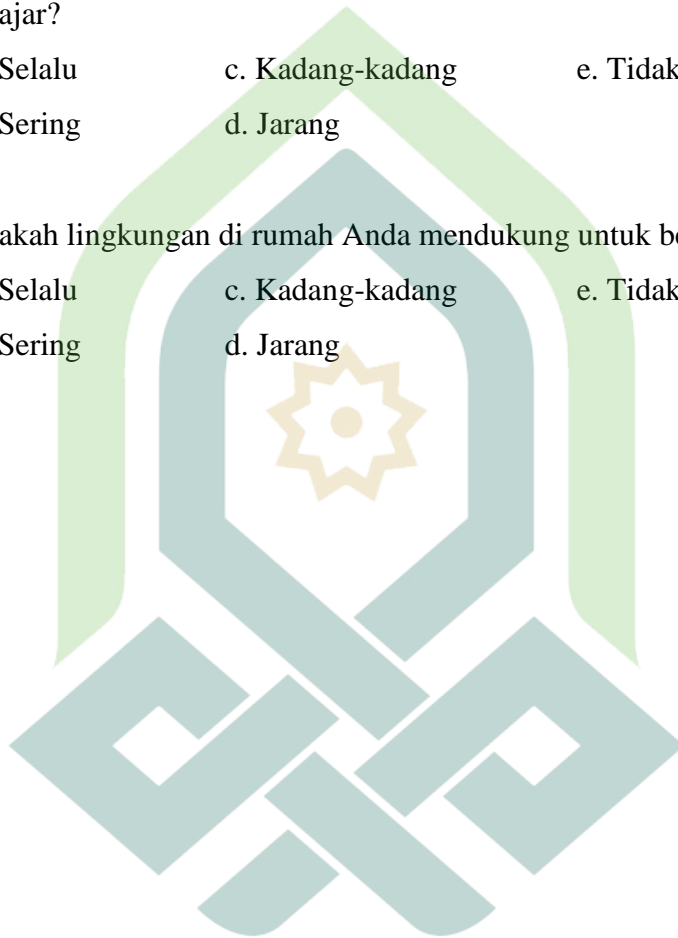 ajar?
Selalu c. Kadang-kadang e. Tidak
Sering d. Jarang
akah lingkungan di rumah Anda mendukung untuk be
Selalu c. Kadang-kadang e. Tidak
Sering d. Jarang